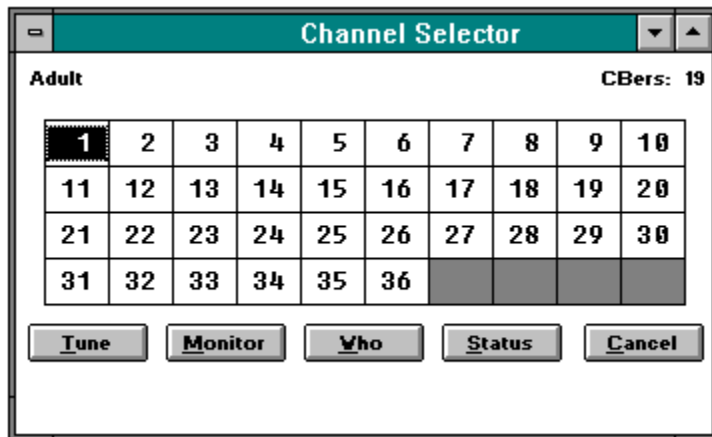 Channel Selector
Adult CBers: 19
1 2 3 4 5 6 7 8 9 10
11 12 13 14 15 16 17 18 19 20
21 22 23 24 25 26 27 28 29 30
31 32 33 34 35 36
Tune Monitor Who Status Cancel